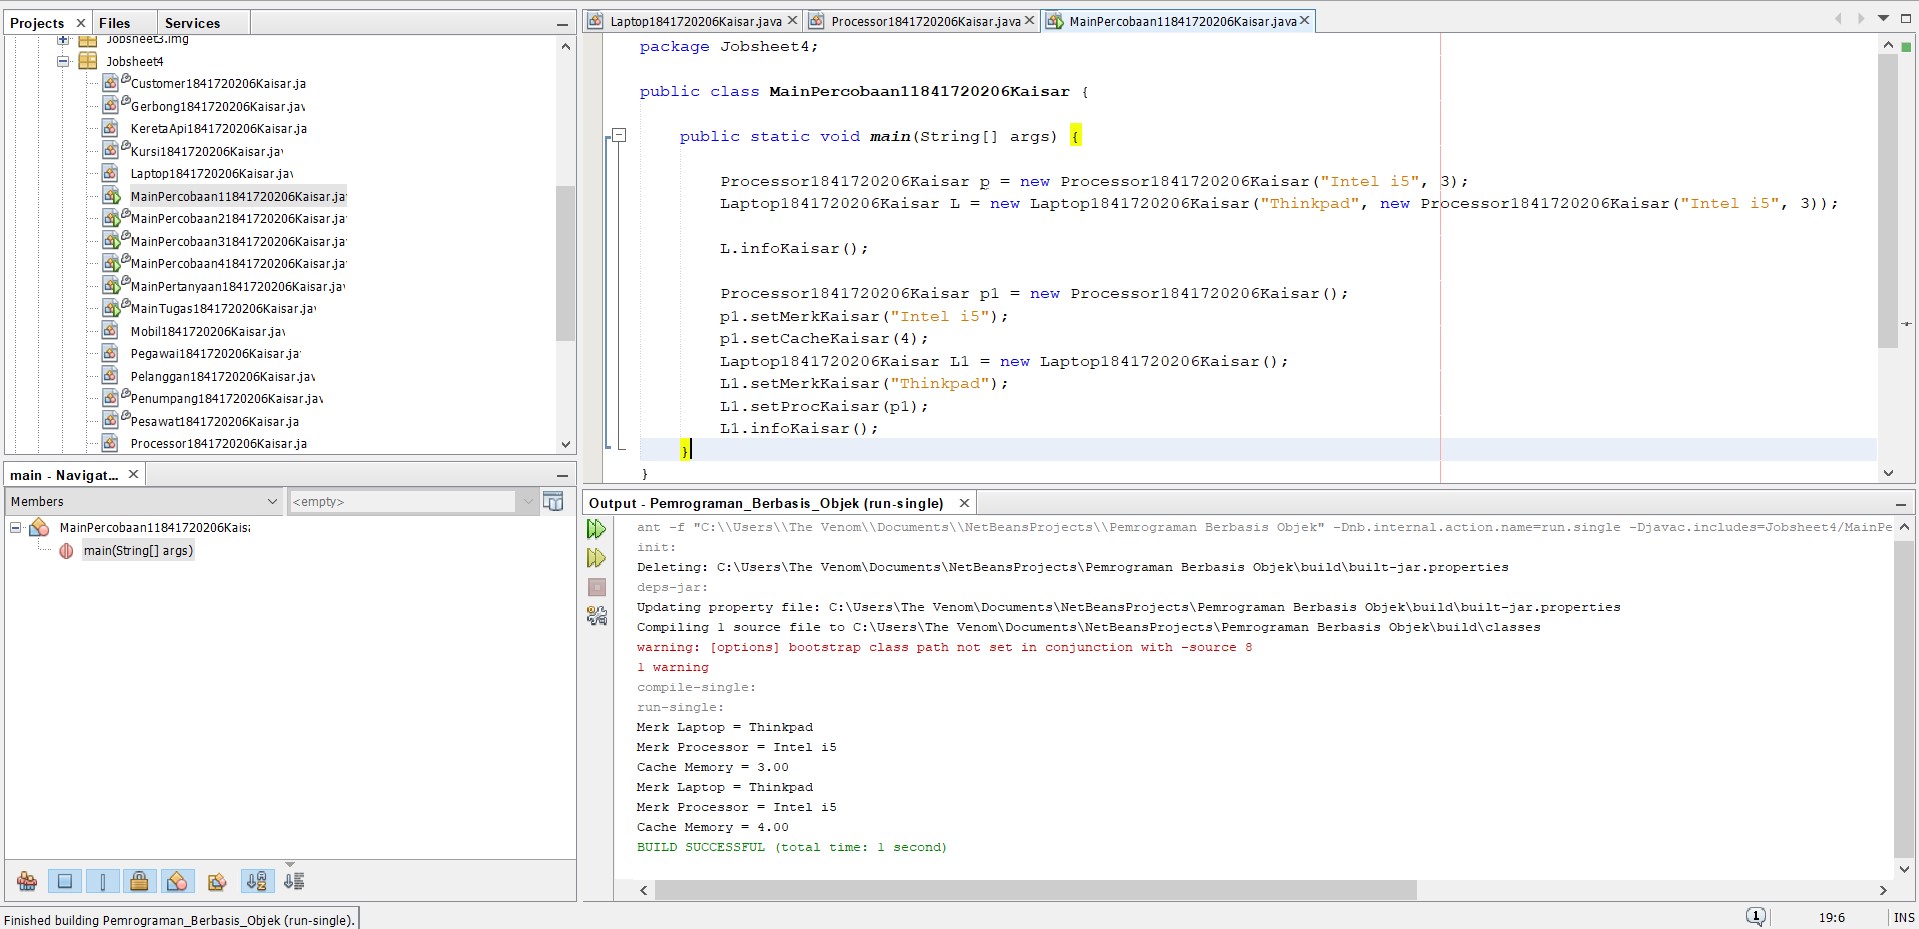 Projects
Files
Services
Jobsheet3.img
Jobsheet4
Customer1841720206Kaisar.ja
Gerbong1841720206Kaisar.jav
KeretaApi1841720206Kaisar.ja
Kursi1841720206Kaisar.jav
Laptop1841720206Kaisar.jav
MainPercobaan11841720206Kaisar.ja
MainPercobaan21841720206Kaisar.ja
MainPercobaan31841720206Kaisar.ja
MainPercobaan41841720206Kaisar.ja
MainPertanyaan1841720206Kaisar.jav
MainTugas1841720206Kaisar.jav
Mobil1841720206Kaisar.jav
Pegawai1841720206Kaisar.ja
Pelanggan1841720206Kaisar.jav
Penumpang1841720206Kaisar.jav
Pesawat1841720206Kaisar.ja
Processor1841720206Kaisar.ja
main - Navigat...
Members
<empty>
MainPercobaan11841720206Kaisa
main(String[] args)
Laptop1841720206Kaisar.java
Processor1841720206Kaisar.java
MainPercobaan11841720206Kaisar.java
package Jobsheet4;
public class MainPercobaan11841720206Kaisar {
public static void main(String[] args) {
Processor1841720206Kaisar p = new Processor1841720206Kaisar("Intel i5", 3);
Laptop1841720206Kaisar L = new Laptop1841720206Kaisar("Thinkpad", new Processor1841720206Kaisar("Intel i5", 3));
L.infoKaisar();
Processor1841720206Kaisar p1 = new Processor1841720206Kaisar();
p1.setMerkKaisar("Intel i5");
p1.setCacheKaisar(4);
Laptop1841720206Kaisar L1 = new Laptop1841720206Kaisar();
L1.setMerkKaisar("Thinkpad");
L1.setProcKaisar(p1);
L1.infoKaisar();
}
}
Output - Pemrograman_Berbasis_Objek (run-single)
ant -f "C:\\Users\\The Venom\\Documents\\NetBeansProjects\\Pemrograman Berbasis Objek" -Dnb.internal.action.name=run.single -Djavac.includes=Jobsheet4/MainPe
init:
Deleting: C:\Users\The Venom\Documents\NetBeansProjects\Pemrograman Berbasis Objek\build\built-jar.properties
deps-jar:
Updating property file: C:\Users\The Venom\Documents\NetBeansProjects\Pemrograman Berbasis Objek\build\built-jar.properties
Compiling 1 source file to C:\Users\The Venom\Documents\NetBeansProjects\Pemrograman Berbasis Objek\build\classes
warning: [options] bootstrap class path not set in conjunction with -source 8
1 warning
compile-single:
run-single:
Merk Laptop = Thinkpad
Merk Processor = Intel i5
Cache Memory = 3.00
Merk Laptop = Thinkpad
Merk Processor = Intel i5
Cache Memory = 4.00
BUILD SUCCESSFUL (total time: 1 second)
Finished building Pemrograman_Berbasis_Objek (run-single).
1
19:6
INS